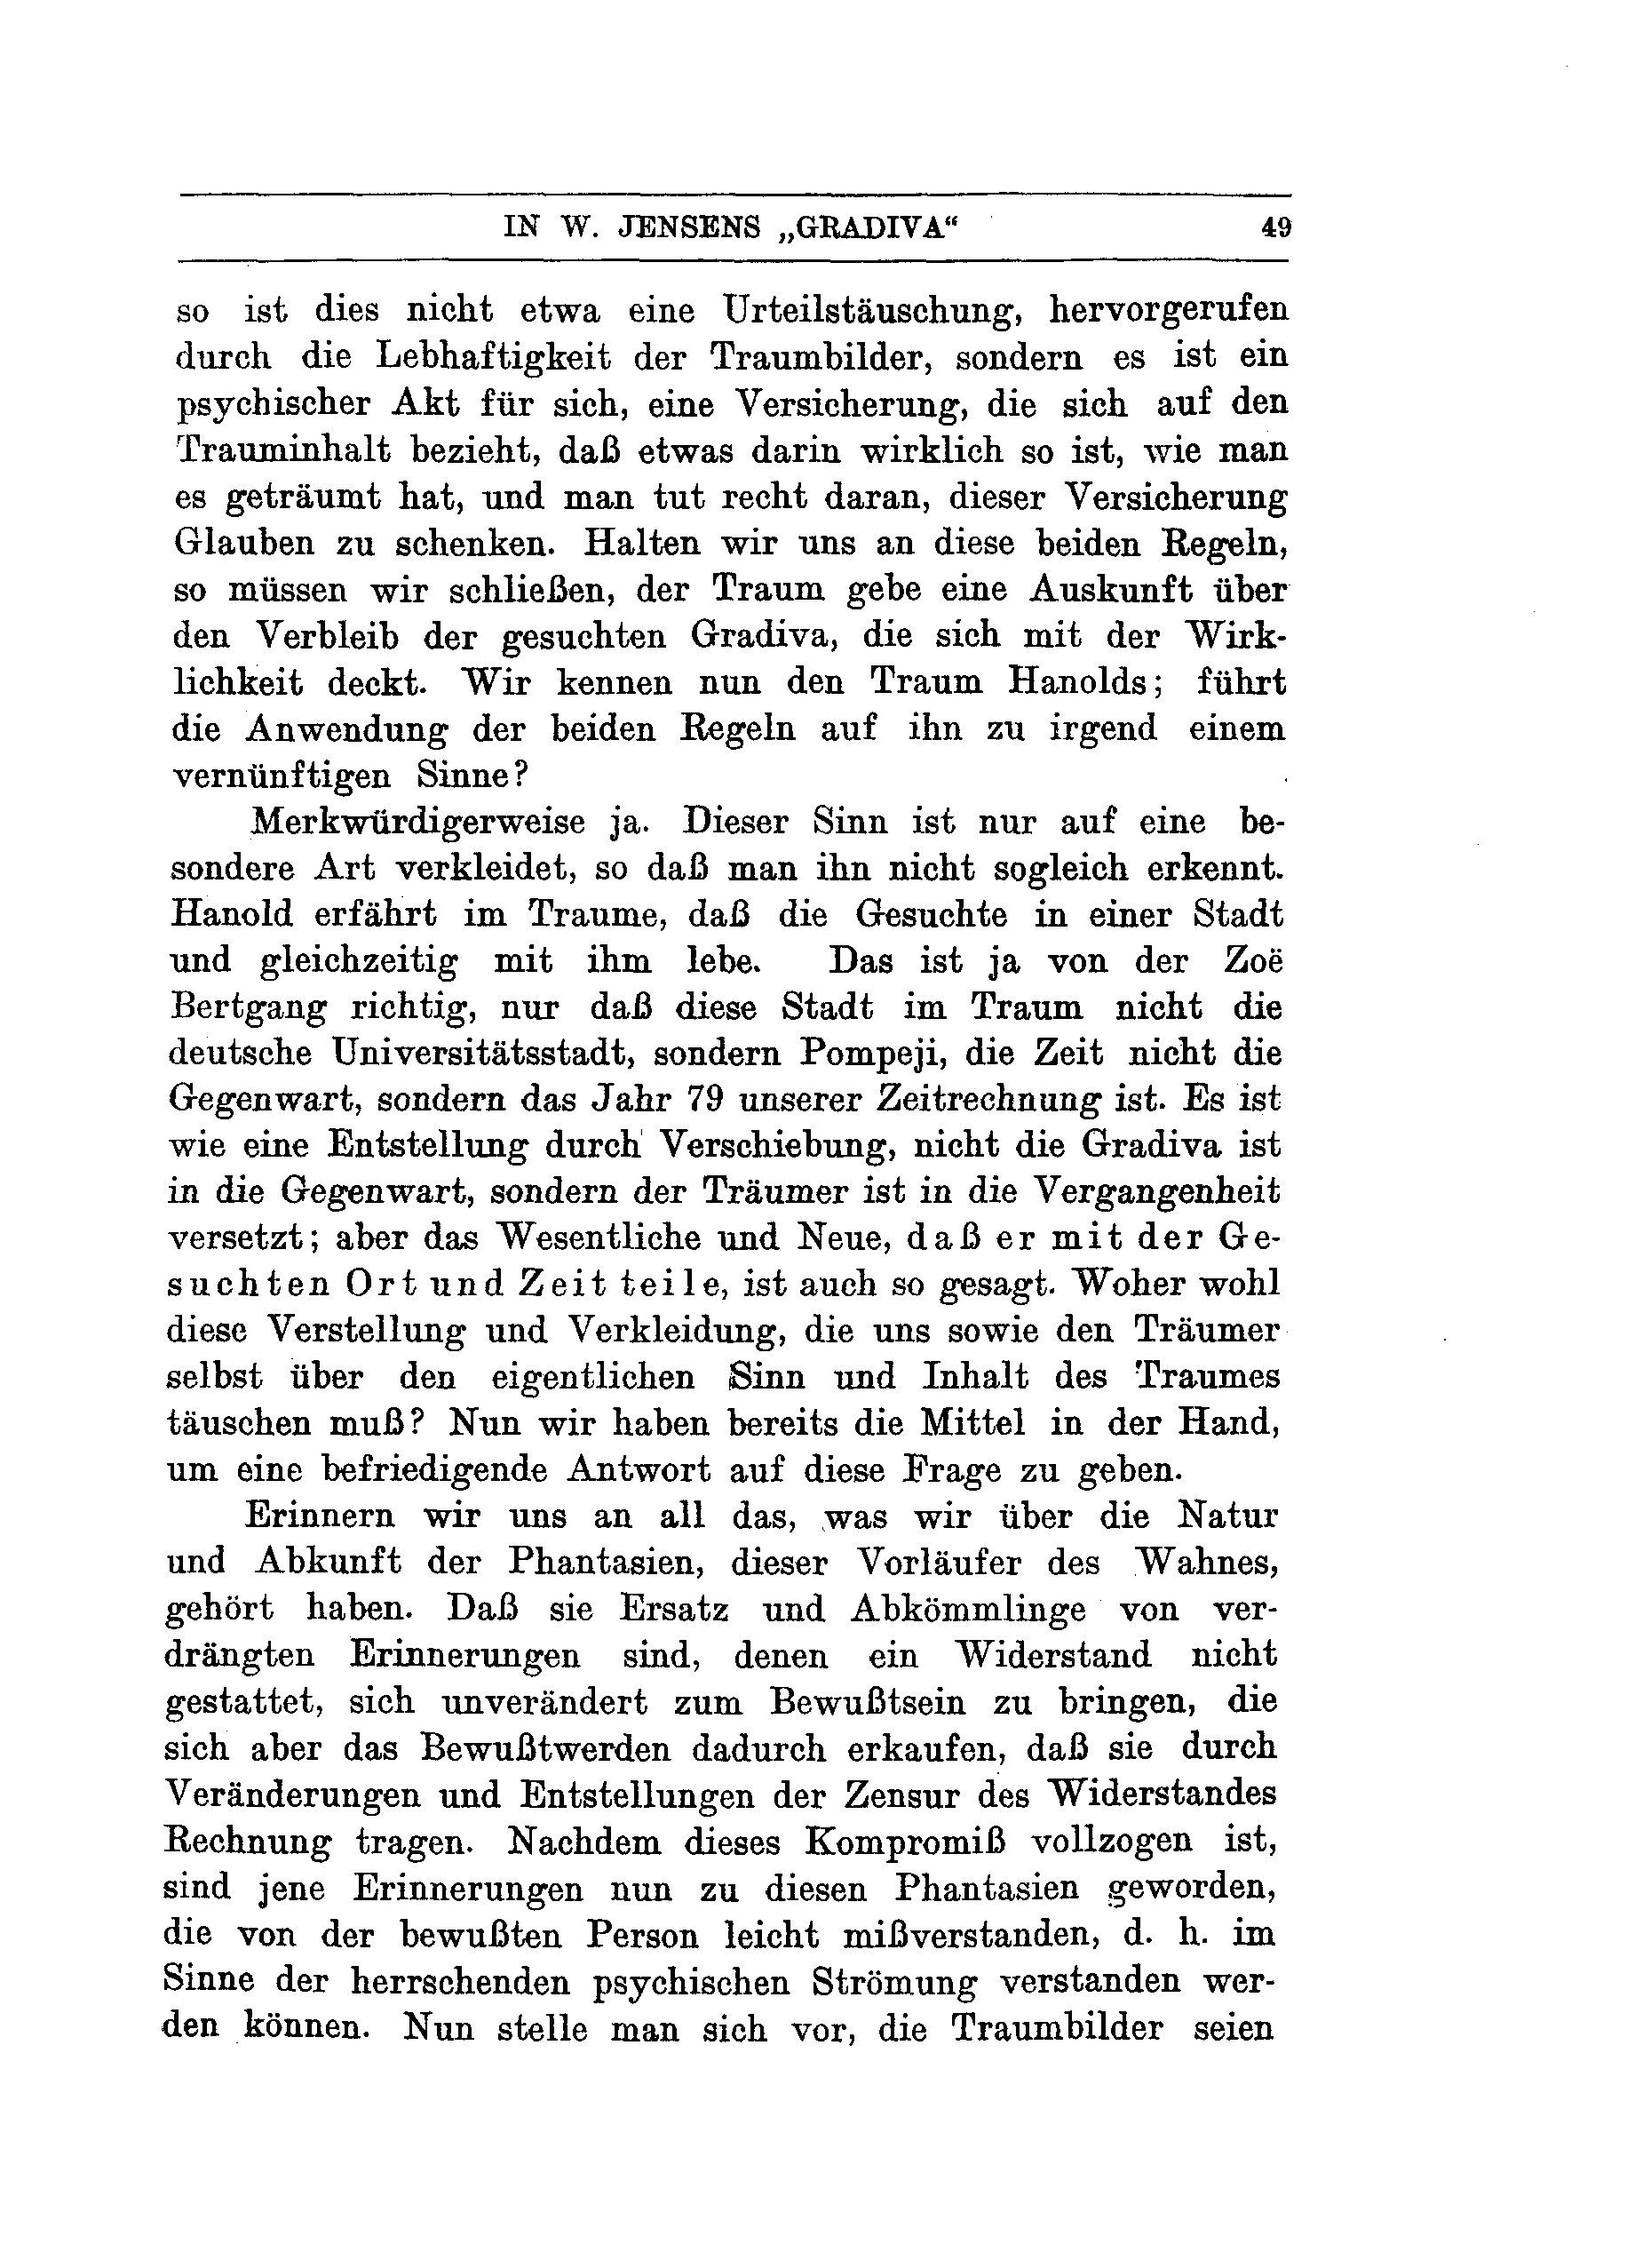 IN W. JENSENS „GRADIVA“ 49
so ist dies nicht etwa eine Urteilstäuschung, hervorgerufen
durch die Lebhaftigkeit der Traumbilder, sondern es ist ein
psychischer Akt für sich, eine Versicherung, die sich auf den
Trauminhalt bezieht, daß etwas darin wirklich so ist, wie man
es geträumt hat, und man tut recht daran, dieser Versicherung
Glauben zu schenken. Halten wir uns an diese beiden Regeln,
so müssen wir schließen, der Traum gebe eine Auskunft über
den Verbleib der gesuchten Gradiva, die sich mit der Wirk-
lichkeit deckt. Wir kennen nun den Traum Hanolds; führt
die Anwendung der beiden Regeln auf ihn zu irgend einem
vernünftigen Sinne?
Merkwürdigerweise ja. Dieser Sinn ist nur auf eine be-
sondere Art verkleidet, so daß man ihn nicht sogleich erkennt.
Hanold erfährt im Traume, daß die Gesuchte in einer Stadt
und gleichzeitig mit ihm lebe. Das ist ja von der Zoë
Bertgang richtig, nur daß diese Stadt im Traum nicht die
deutsche Universitätsstadt, sondern Pompeji, die Zeit nicht die
Gegenwart, sondern das Jahr 79 unserer Zeitrechnung ist. Es ist
wie eine Entstellung durch Verschiebung, nicht die Gradiva ist
in die Gegenwart, sondern der Träumer ist in die Vergangenheit
versetzt; aber das Wesentliche und Neue, daß er mit der Ge-
suchten Ort und Zeit teile, ist auch so gesagt. Woher wohl
diese Verstellung und Verkleidung, die uns sowie den Träumer
selbst über den eigentlichen Sinn und Inhalt des Traumes
täuschen muß? Nun wir haben bereits die Mittel in der Hand,
um eine befriedigende Antwort auf diese Frage zu geben.
Erinnern wir uns an all das, was wir über die Natur
und Abkunft der Phantasien, dieser Vorläufer des Wahnes,
gehört haben. Daß sie Ersatz und Abkömmlinge von ver-
drängten Erinnerungen sind, denen ein Widerstand nicht
gestattet, sich unverändert zum Bewußtsein zu bringen, die
sich aber das Bewußtwerden dadurch erkaufen, daß sie durch
Veränderungen und Entstellungen der Zensur des Widerstandes
Rechnung tragen. Nachdem dieses Kompromiß vollzogen ist,
sind jene Erinnerungen nun zu diesen Phantasien geworden,
die von der bewußten Person leicht mißverstanden, d. h. im
Sinne der herrschenden psychischen Strömung verstanden wer-
den können. Nun stelle man sich vor, die Traumbilder seien